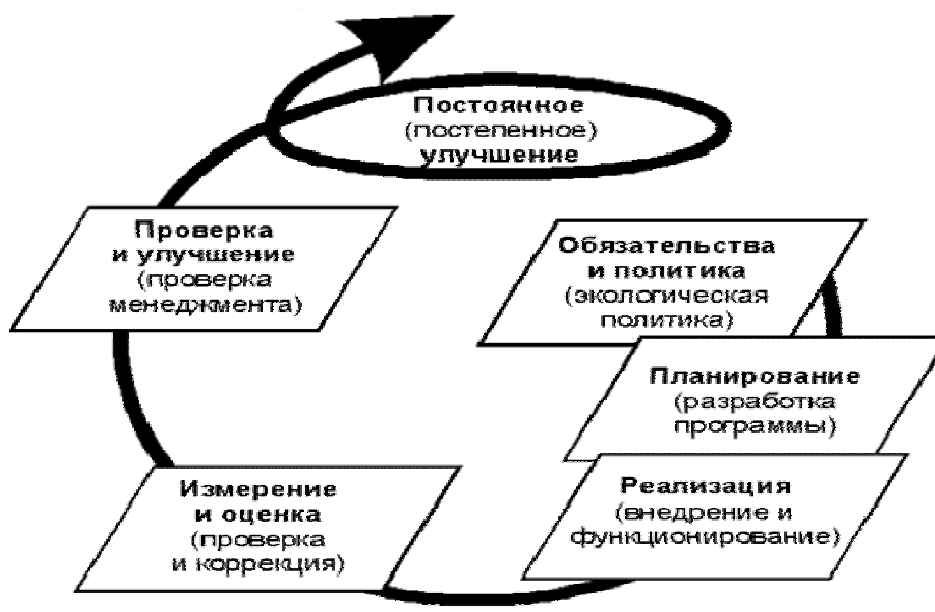 Постоянное
(постепенное)
улучшение
Проверка
и улучшение
(проверка
менеджмента)
Обязательства
и политика
(экологическая
политика)
Планирование
(разработка
программы)
Реализация
(внедрение и
функционирование)
Измерение
и оценка
(проверка
и коррекция)